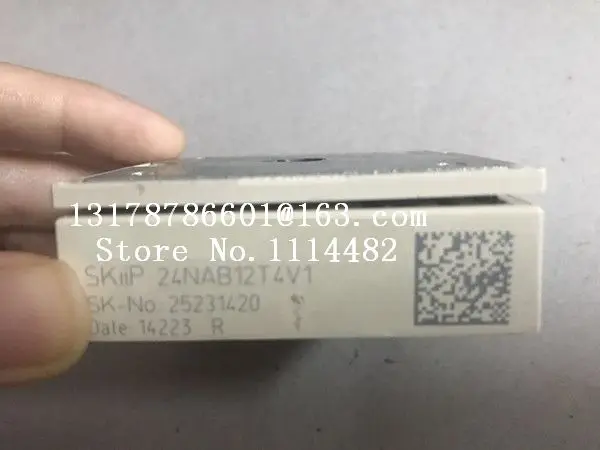 13178786601@163. com
Store No. 1114482
SKiiP 24NAB12T4V1
SK-No 25231420
Date 14223 R